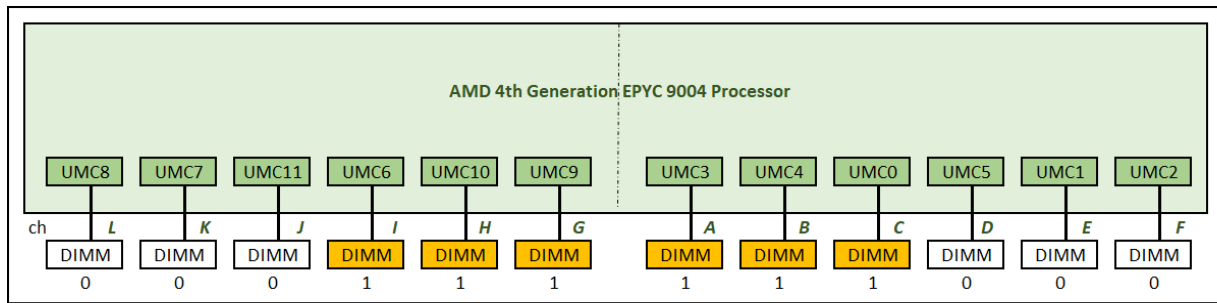 AMD 4th Generation EPYC 9004 Processor
UMC8 UMC7 UMC11 UMC6 UMC10 UMC9 UMC3 UMC4 UMC0 UMC5 UMC1 UMC2
ch L K J I H G A B C D E F
DIMM DIMM DIMM DIMM DIMM DIMM DIMM DIMM DIMM DIMM DIMM DIMM
0 0 0 1 1 1 1 1 1 0 0 0